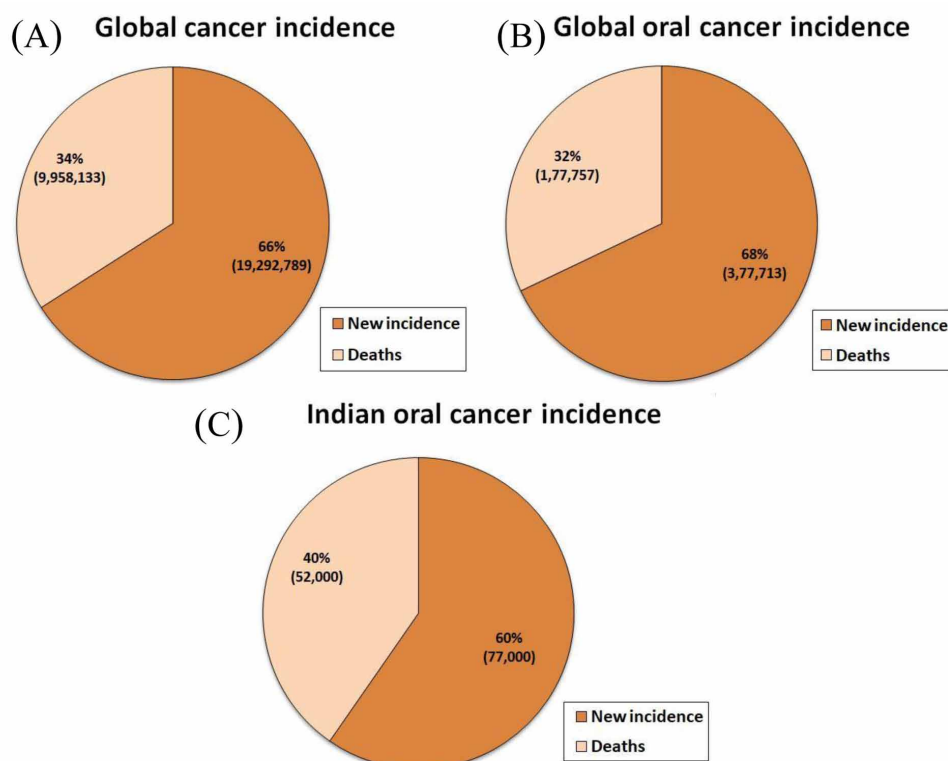 (A) Global cancer incidence
34%
(9,958,133)
66%
(19,292,789)
New incidence
Deaths
(B) Global oral cancer incidence
32%
(1,77,757)
68%
(3,77,713)
New incidence
Deaths
(C) Indian oral cancer incidence
40%
(52,000)
60%
(77,000)
New incidence
Deaths